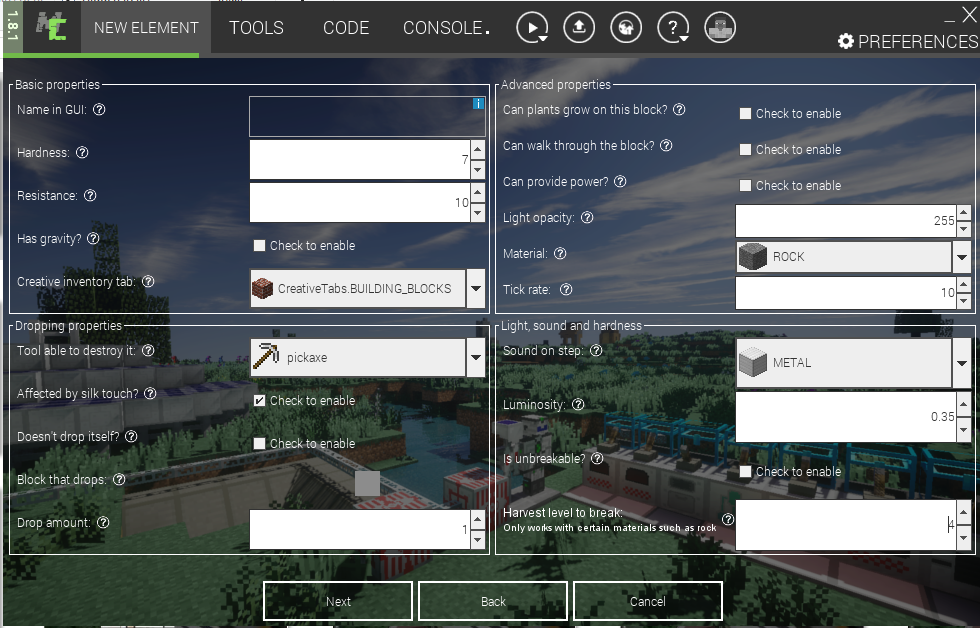 1.8.1
NEW ELEMENT
TOOLS
CODE
CONSOLE.
PREFERENCES
Basic properties
Name in GUI:
Hardness:
7
Resistance:
10
Has gravity?
Check to enable
Creative inventory tab:
CreativeTabs.BUILDING_BLOCKS
Dropping properties
Tool able to destroy it:
pickaxe
Affected by silk touch?
Check to enable
Doesn't drop itself?
Check to enable
Block that drops:
Drop amount:
1
Advanced properties
Can plants grow on this block?
Check to enable
Can walk through the block?
Check to enable
Can provide power?
Check to enable
Light opacity:
255
Material:
ROCK
Tick rate:
10
Light, sound and hardness
Sound on step:
METAL
Luminosity:
0.35
Is unbreakable?
Check to enable
Harvest level to break:
Only works with certain materials such as rock
4
Next
Back
Cancel